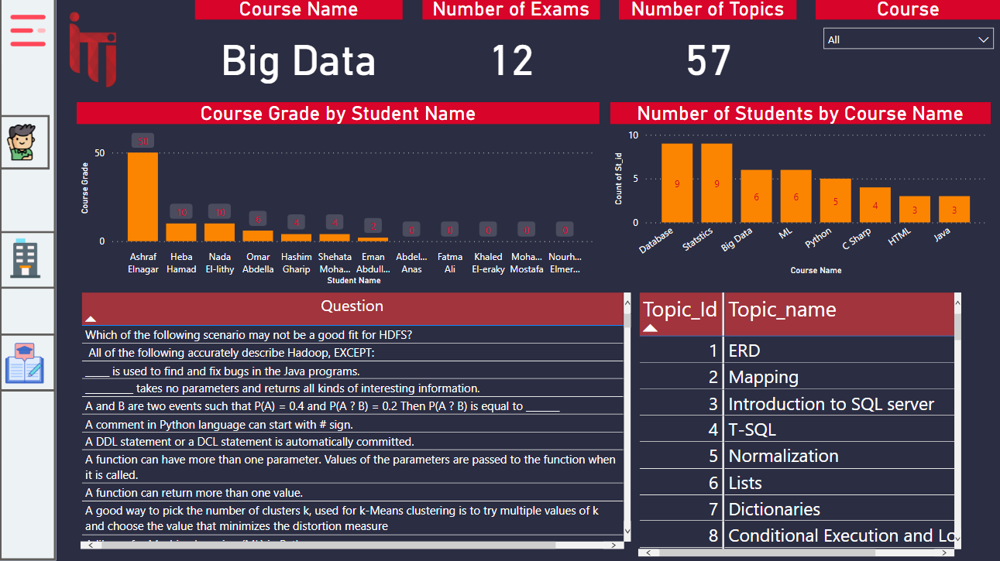 Course Name
Number of Exams
Number of Topics
Course
iTi
Big Data
12
57
All
Course Grade by Student Name
Course Grade
50
0
50
10
10
6
4
4
2
0
0
0
0
0
Ashraf Elnagar
Heba Hamad
Nada El-lithy
Omar Abdella
Hashim Gharip
Shehata Moha...
Eman Abdull...
Abdel... Anas
Fatma Ali
Khaled El-eraky
Moha... Mostafa
Nourh... Elmer...
Student Name
Number of Students by Course Name
Count of St_id
10
5
0
9
9
6
6
5
4
3
3
Database
Statstics
Big Data
ML
Python
C Sharp
HTML
Java
Course Name
Question
Which of the following scenario may not be a good fit for HDFS?
All of the following accurately describe Hadoop, EXCEPT:
____ is used to find and fix bugs in the Java programs.
________ takes no parameters and returns all kinds of interesting information.
A and B are two events such that P(A) = 0.4 and P(A ? B) = 0.2 Then P(A ? B) is equal to ______
A comment in Python language can start with # sign.
A DDL statement or a DCL statement is automatically committed.
A function can have more than one parameter. Values of the parameters are passed to the function when
it is called.
A function can return more than one value.
A good way to pick the number of clusters k, used for k-Means clustering is to try multiple values of k
and choose the value that minimizes the distortion measure
Topic_Id Topic_name
1 ERD
2 Mapping
3 Introduction to SQL server
4 T-SQL
5 Normalization
6 Lists
7 Dictionaries
8 Conditional Execution and Lo